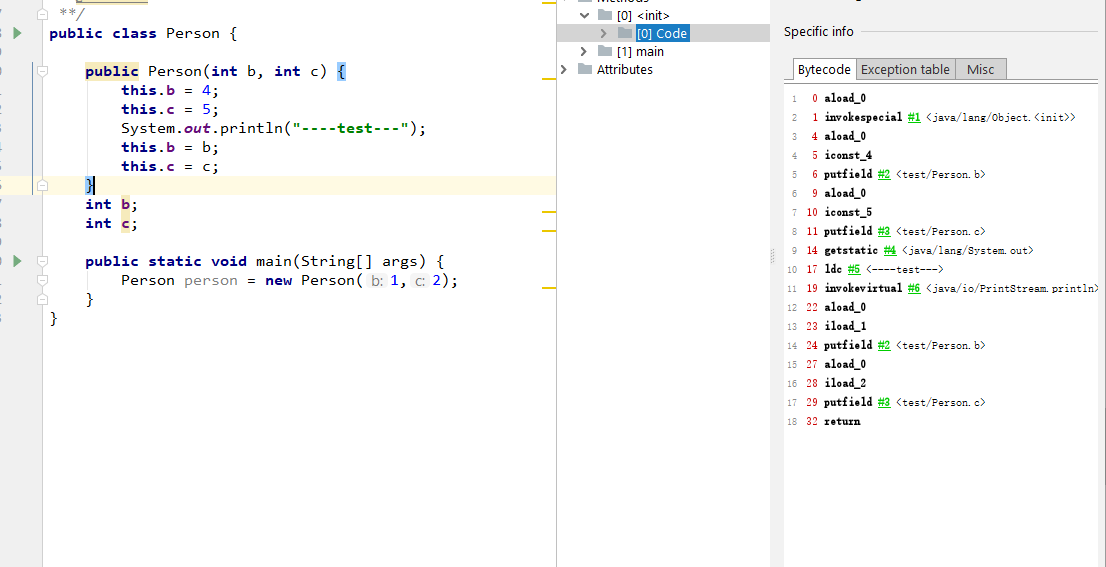 **/
public class Person {
public Person(int b, int c) {
this.b = 4;
this.c = 5;
System.out.println("----test---");
this.b = b;
this.c = c;
}
int b;
int c;
public static void main(String[] args) {
Person person = new Person( b: 1, c: 2);
}
}
[0] <init>
[0] Code
[1] main
Attributes
Specific info
Bytecode Exception table Misc
1 0 aload_0
2 1 invokespecial #1 <java/lang/Object.<init>>
3 4 aload_0
4 5 iconst_4
5 6 putfield #2 <test/Person.b>
6 9 aload_0
7 10 iconst_5
8 11 putfield #3 <test/Person.c>
9 14 getstatic #4 <java/lang/System.out>
10 17 ldc #5 <----test--->
11 19 invokevirtual #6 <java/io/PrintStream.println>
12 22 aload_0
13 23 iload_1
14 24 putfield #2 <test/Person.b>
15 27 aload_0
16 28 iload_2
17 29 putfield #3 <test/Person.c>
18 32 return